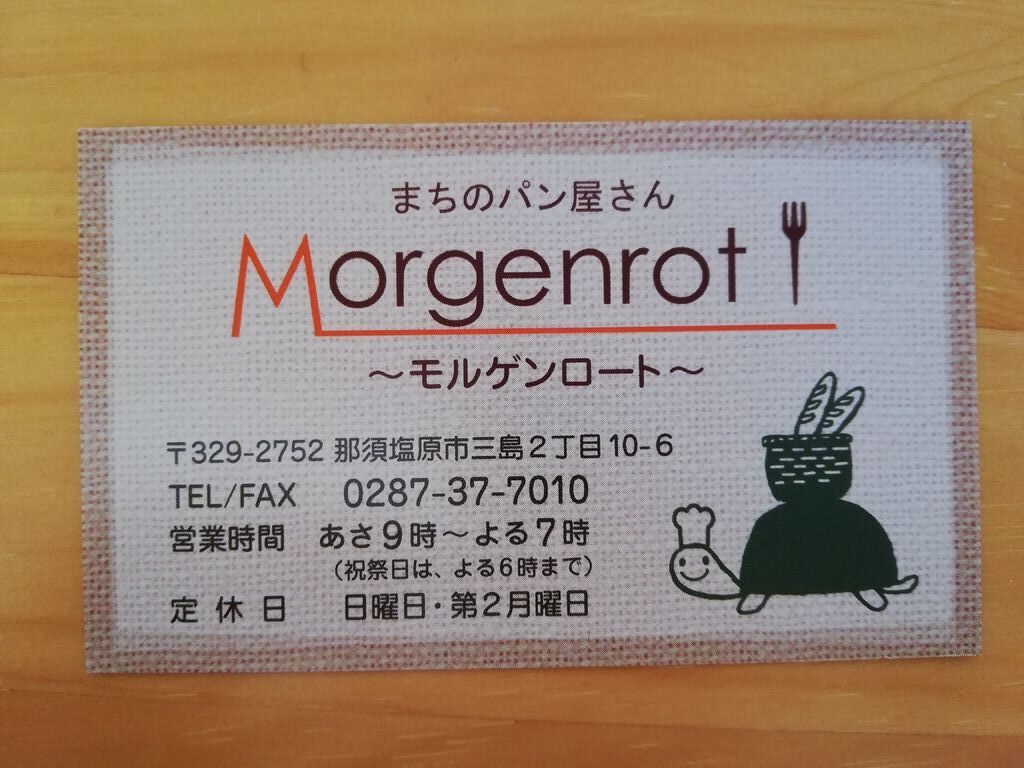 まちのパン屋さん
Morgenrot
～モルゲンロート～
〒329-2752 那須塩原市三島2丁目10-6
TEL/FAX 0287-37-7010
営業時間 あさ9時～よる7時
（祝祭日は、よる6時まで）
定休日 日曜日・第2月曜日